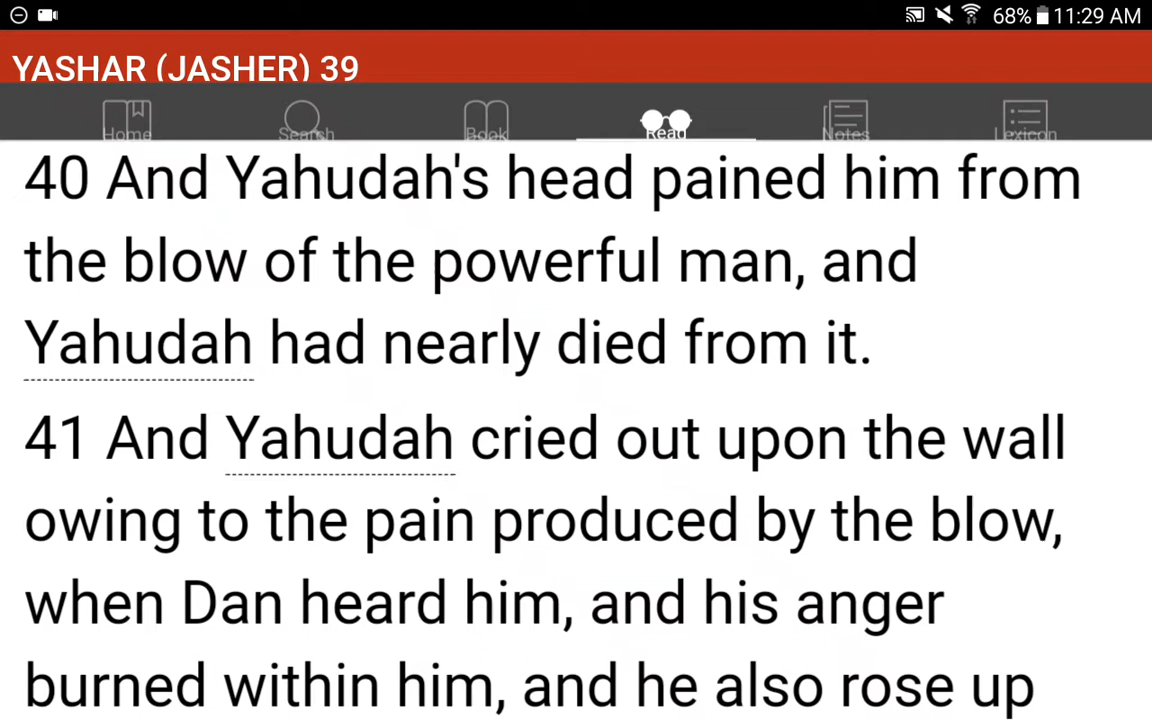 68% 11:29 AM
YASHAR (JASHER) 39
Home Search Book Read Notes Lexicon
40 And Yahudah's head pained him from
the blow of the powerful man, and
Yahudah had nearly died from it.
41 And Yahudah cried out upon the wall
owing to the pain produced by the blow,
when Dan heard him, and his anger
burned within him, and he also rose up